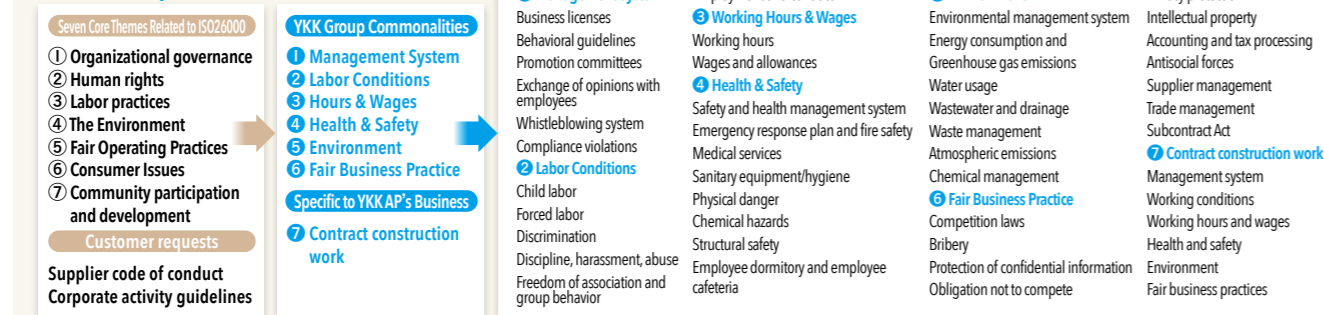 Seven Core Themes Related to ISO26000
① Organizational governance
② Human rights
③ Labor practices
④ The Environment
⑤ Fair Operating Practices
⑥ Consumer Issues
⑦ Community participation
and development
Customer requests
Supplier code of conduct
Corporate activity guidelines
YKK Group Commonalities
❶ Management System
❷ Labor Conditions
❸ Hours & Wages
❹ Health & Safety
❺ Environment
❻ Fair Business Practice
Specific to YKK AP's Business
❼ Contract construction
work
Business licenses
Behavioral guidelines
Promotion committees
Exchange of opinions with
employees
Whistleblowing system
Compliance violations
❷ Labor Conditions
Child labor
Forced labor
Discrimination
Discipline, harassment, abuse
Freedom of association and
group behavior
❸ Working Hours & Wages
Working hours
Wages and allowances
❹ Health & Safety
Safety and health management system
Emergency response plan and fire safety
Medical services
Sanitary equipment/hygiene
Physical danger
Chemical hazards
Structural safety
Employee dormitory and employee
cafeteria
Environmental management system
Energy consumption and
Greenhouse gas emissions
Water usage
Wastewater and drainage
Waste management
Atmospheric emissions
Chemical management
❻ Fair Business Practice
Competition laws
Bribery
Protection of confidential information
Obligation not to compete
Intellectual property
Accounting and tax processing
Antisocial forces
Supplier management
Trade management
Subcontract Act
❼ Contract construction work
Management system
Working conditions
Working hours and wages
Health and safety
Environment
Fair business practices